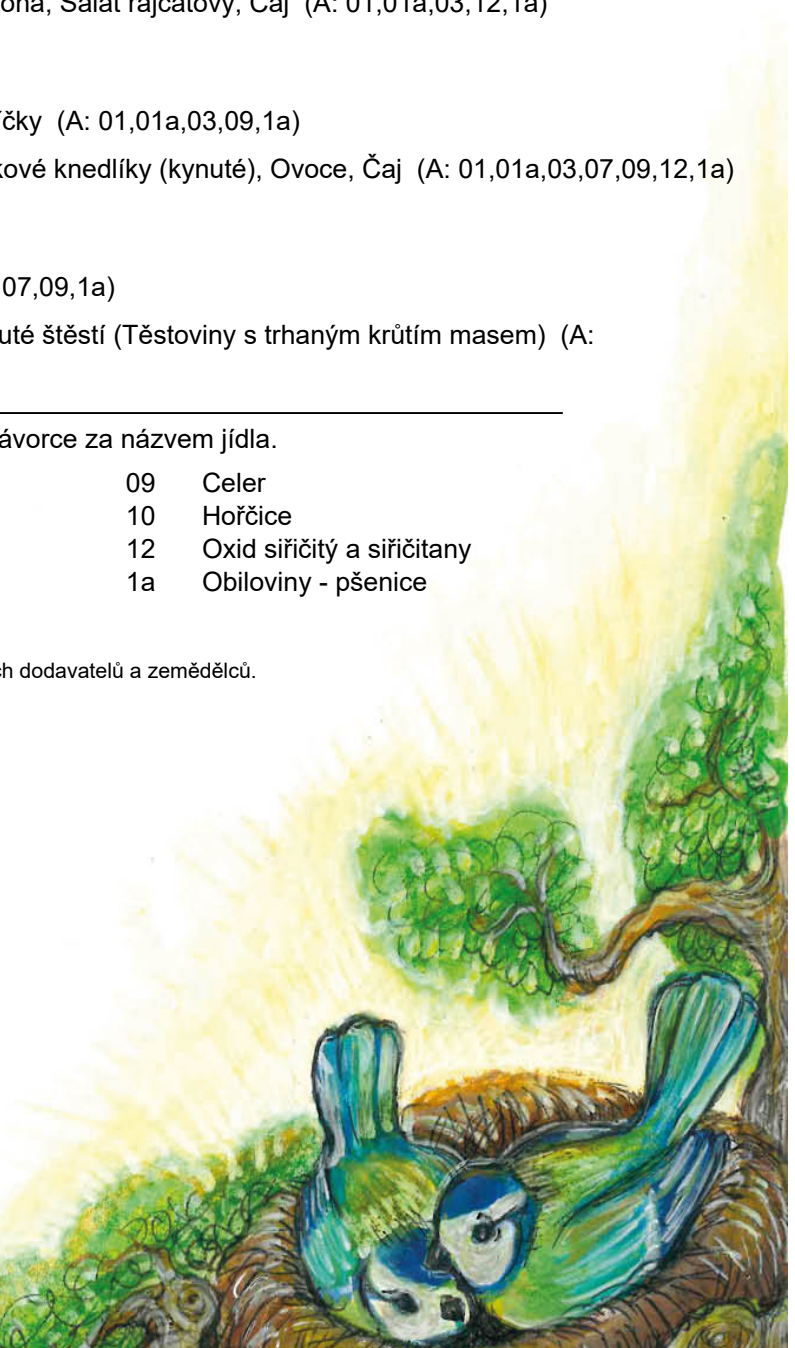 Salát rajčatový, Čaj (A: 01,01a,03,12,1a)
íčky (A: 01,01a,03,09,1a)
kové knedlíky (kynuté), Ovoce, Čaj (A: 01,01a,03,07,09,12,1a)
07,09,1a)
uté štěstí (Těstoviny s trhaným krůtím masem) (A:
ávorce za názvem jídla.
09 Celer
10 Hořčice
12 Oxid siřičitý a siřičitany
1a Obiloviny - pšenice
ch dodavatelů a zemědělců.